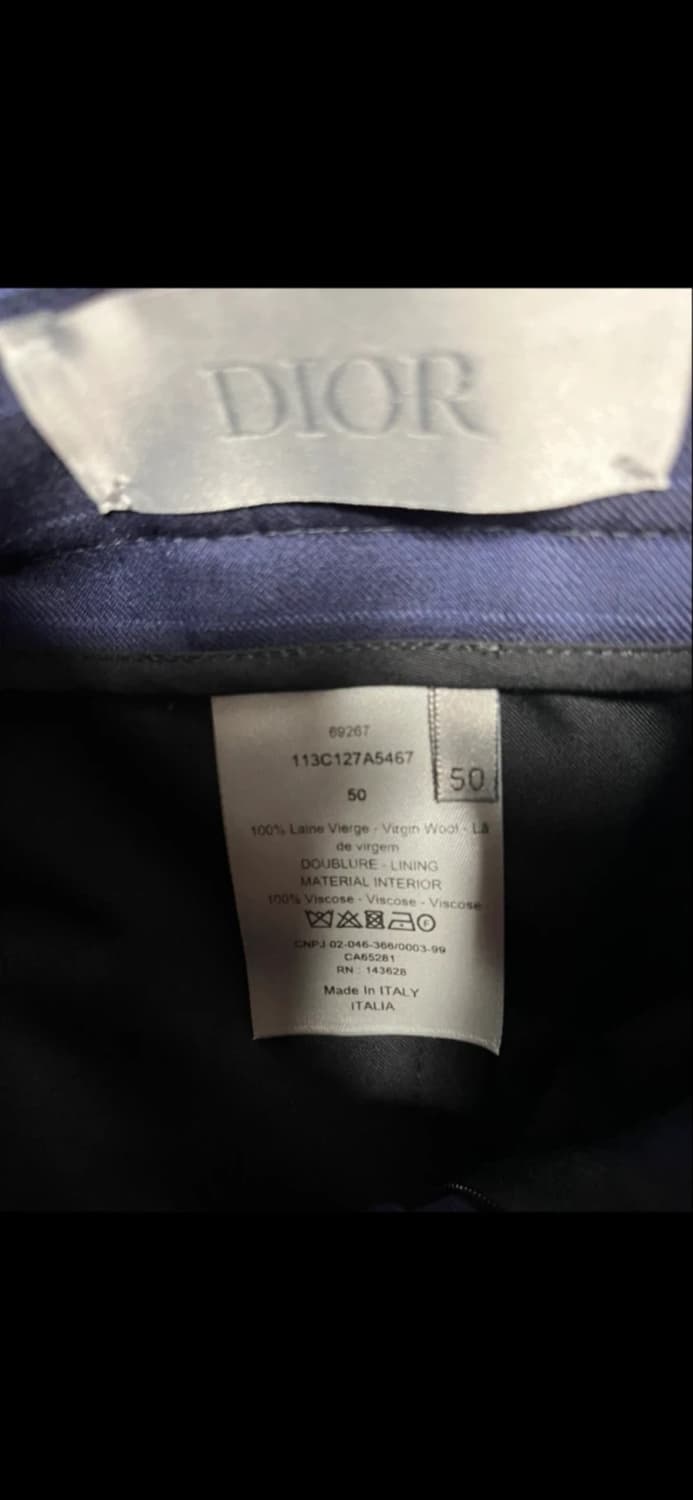 DIOR
69267
113C127A5467
50
50
100% Laine Vierge - Virgin Wool - Lã
de virgem
DOUBLURE - LINING
MATERIAL INTERIOR
100% Viscose - Viscose - Viscose
F
CNPJ 02-046-366/0003-99
CA65281
RN : 143628
Made In ITALY
ITALIA